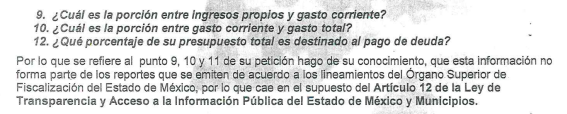 9. ¿Cuál es la porción entre ingresos propios y gasto corriente?
10. ¿Cuál es la porción entre gasto corriente y gasto total?
12. ¿Qué porcentaje de su presupuesto total es destinado al pago de deuda?
Por lo que se refiere al punto 9, 10 y 11 de su petición hago de su conocimiento, que esta información no
forma parte de los reportes que se emiten de acuerdo a los lineamientos del Órgano Superior de
Fiscalización del Estado de México, por lo que cae en el supuesto del Artículo 12 de la Ley de
Transparencia y Acceso a la Información Pública del Estado de México y Municipios.